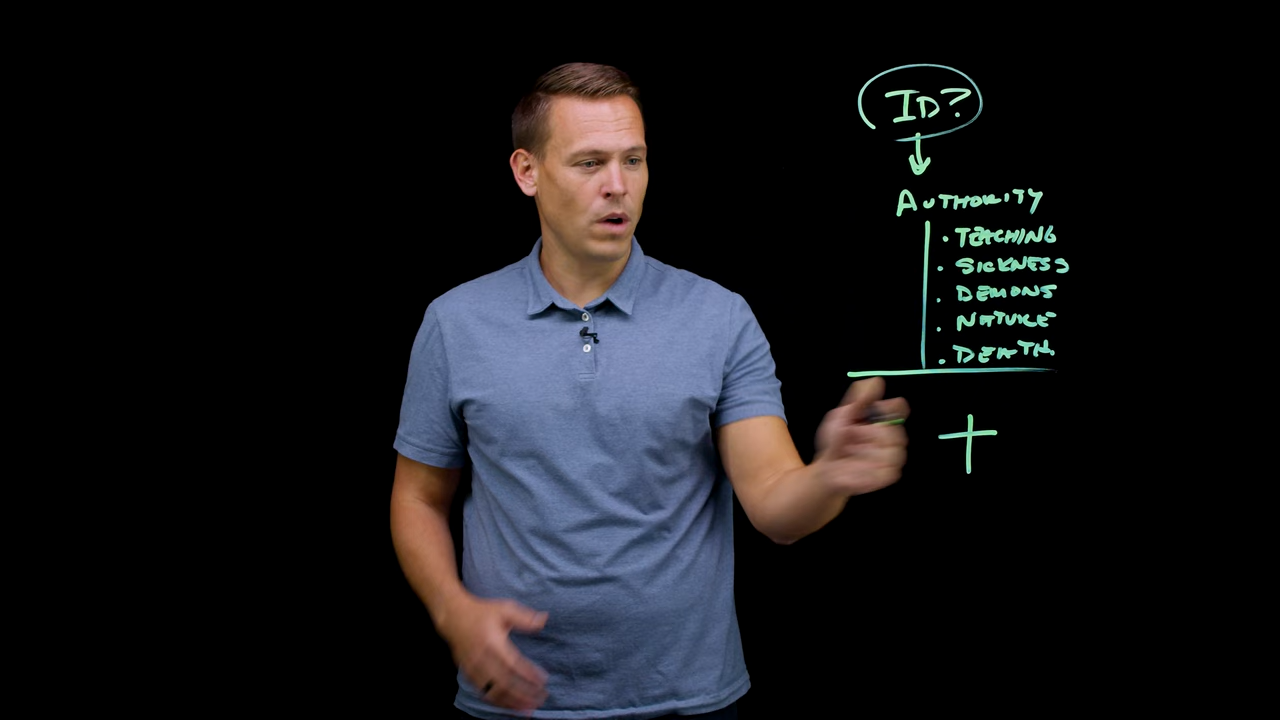 ID?
AUTHORITY
• TEACHING
• SICKNESS
• DEMONS
• NATURE
• DEATH